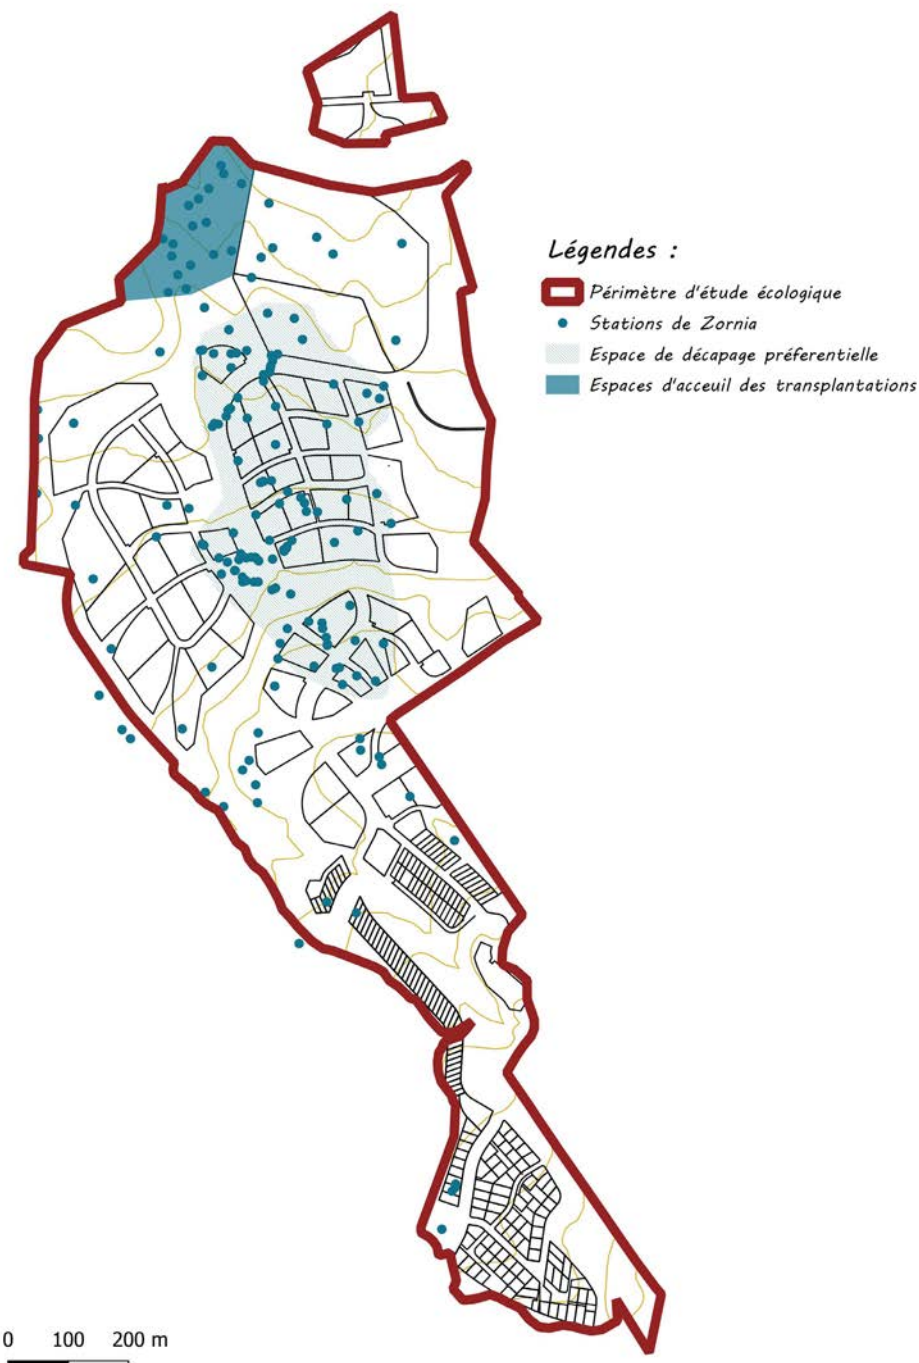 Légendes :
Périmètre d'étude écologique
Stations de Zornia
Espace de décapage préferentielle
Espaces d'acceuil des transplantations
0 100 200 m